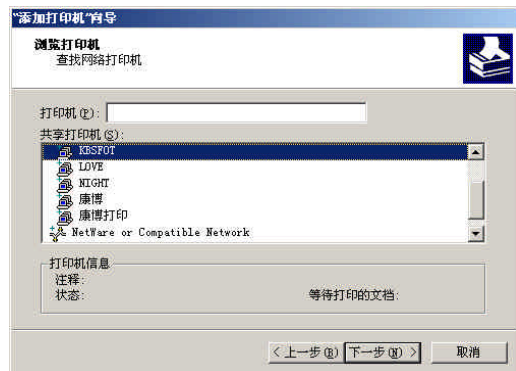 “添加打印机”向导
浏览打印机
查找网络打印机
打印机(P):
共享打印机(S):
KBSFOT
LOVE
NIGHT
康博
康博打印
NetWare or Compatible Network
打印机信息
注释:
状态: 等待打印的文档:
< 上一步(B) 下一步(N) > 取消